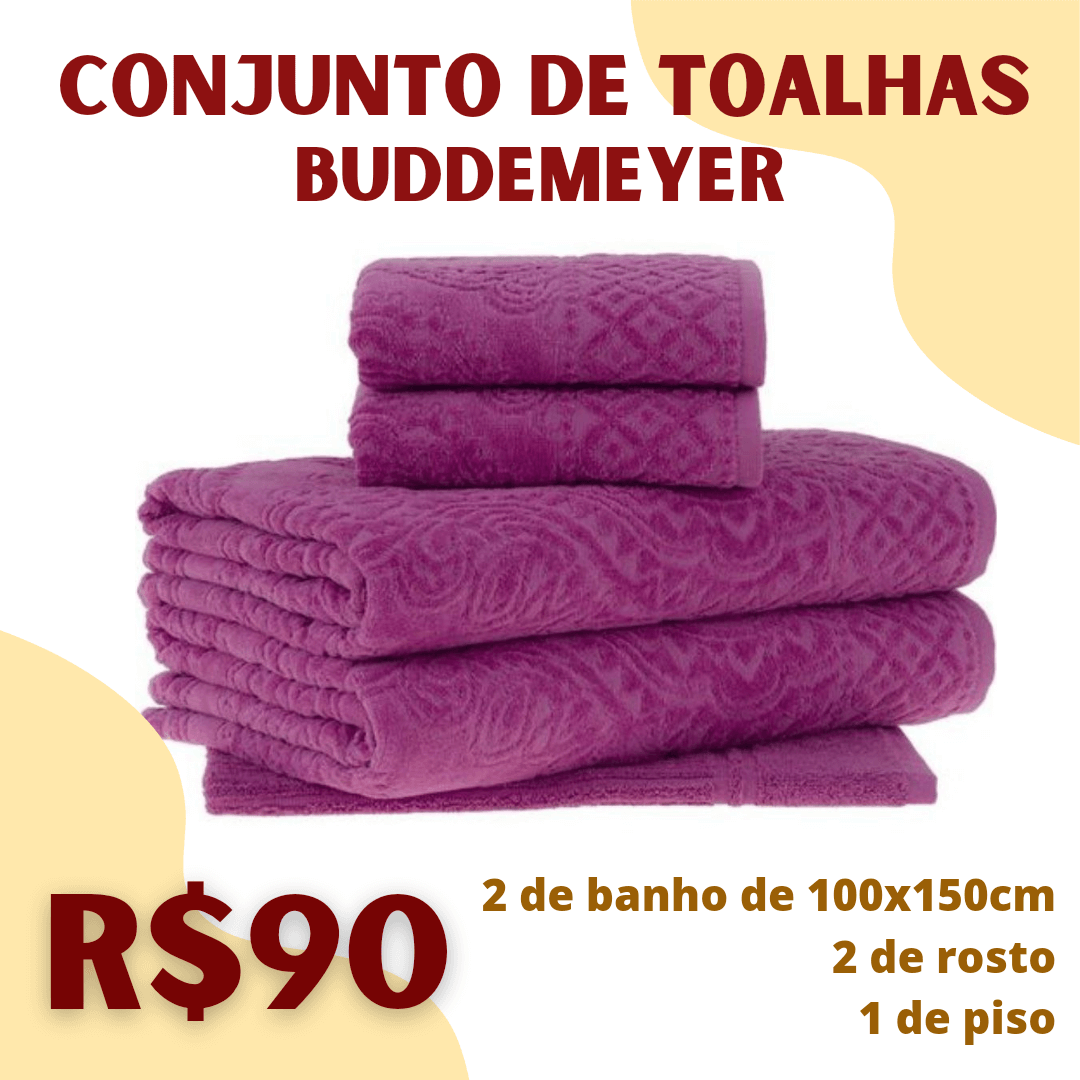 CONJUNTO DE TOALHAS
BUDDEMEYER
R$90
2 de banho de 100x150cm
2 de rosto
1 de piso